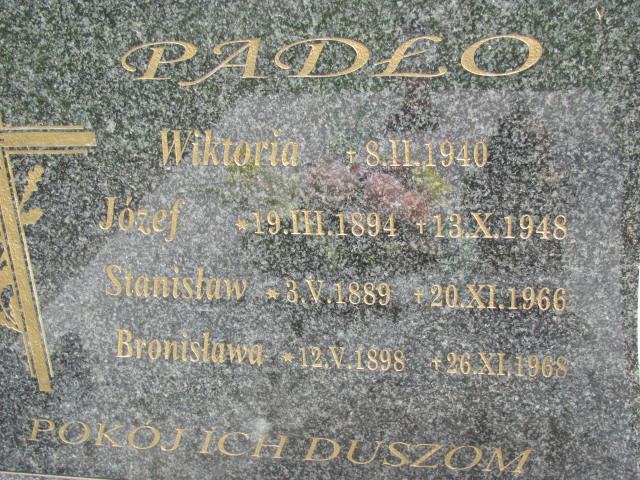 PADŁO
Wiktoria + 8.II.1940
Józef * 19.III.1894 + 13.X.1948
Stanisław * 3.V.1889 + 20.XI.1966
Bronisława * 12.V.1898 + 26.XI.1968
POKÓJ ICH DUSZOM